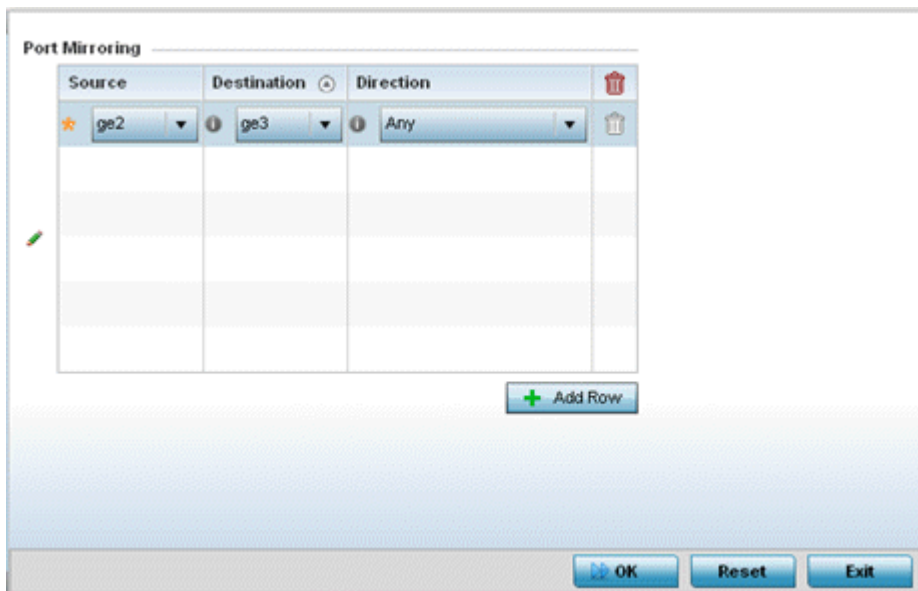 Port Mirroring
Source Destination Direction
ge2 ge3 Any
Add Row
OK Reset Exit